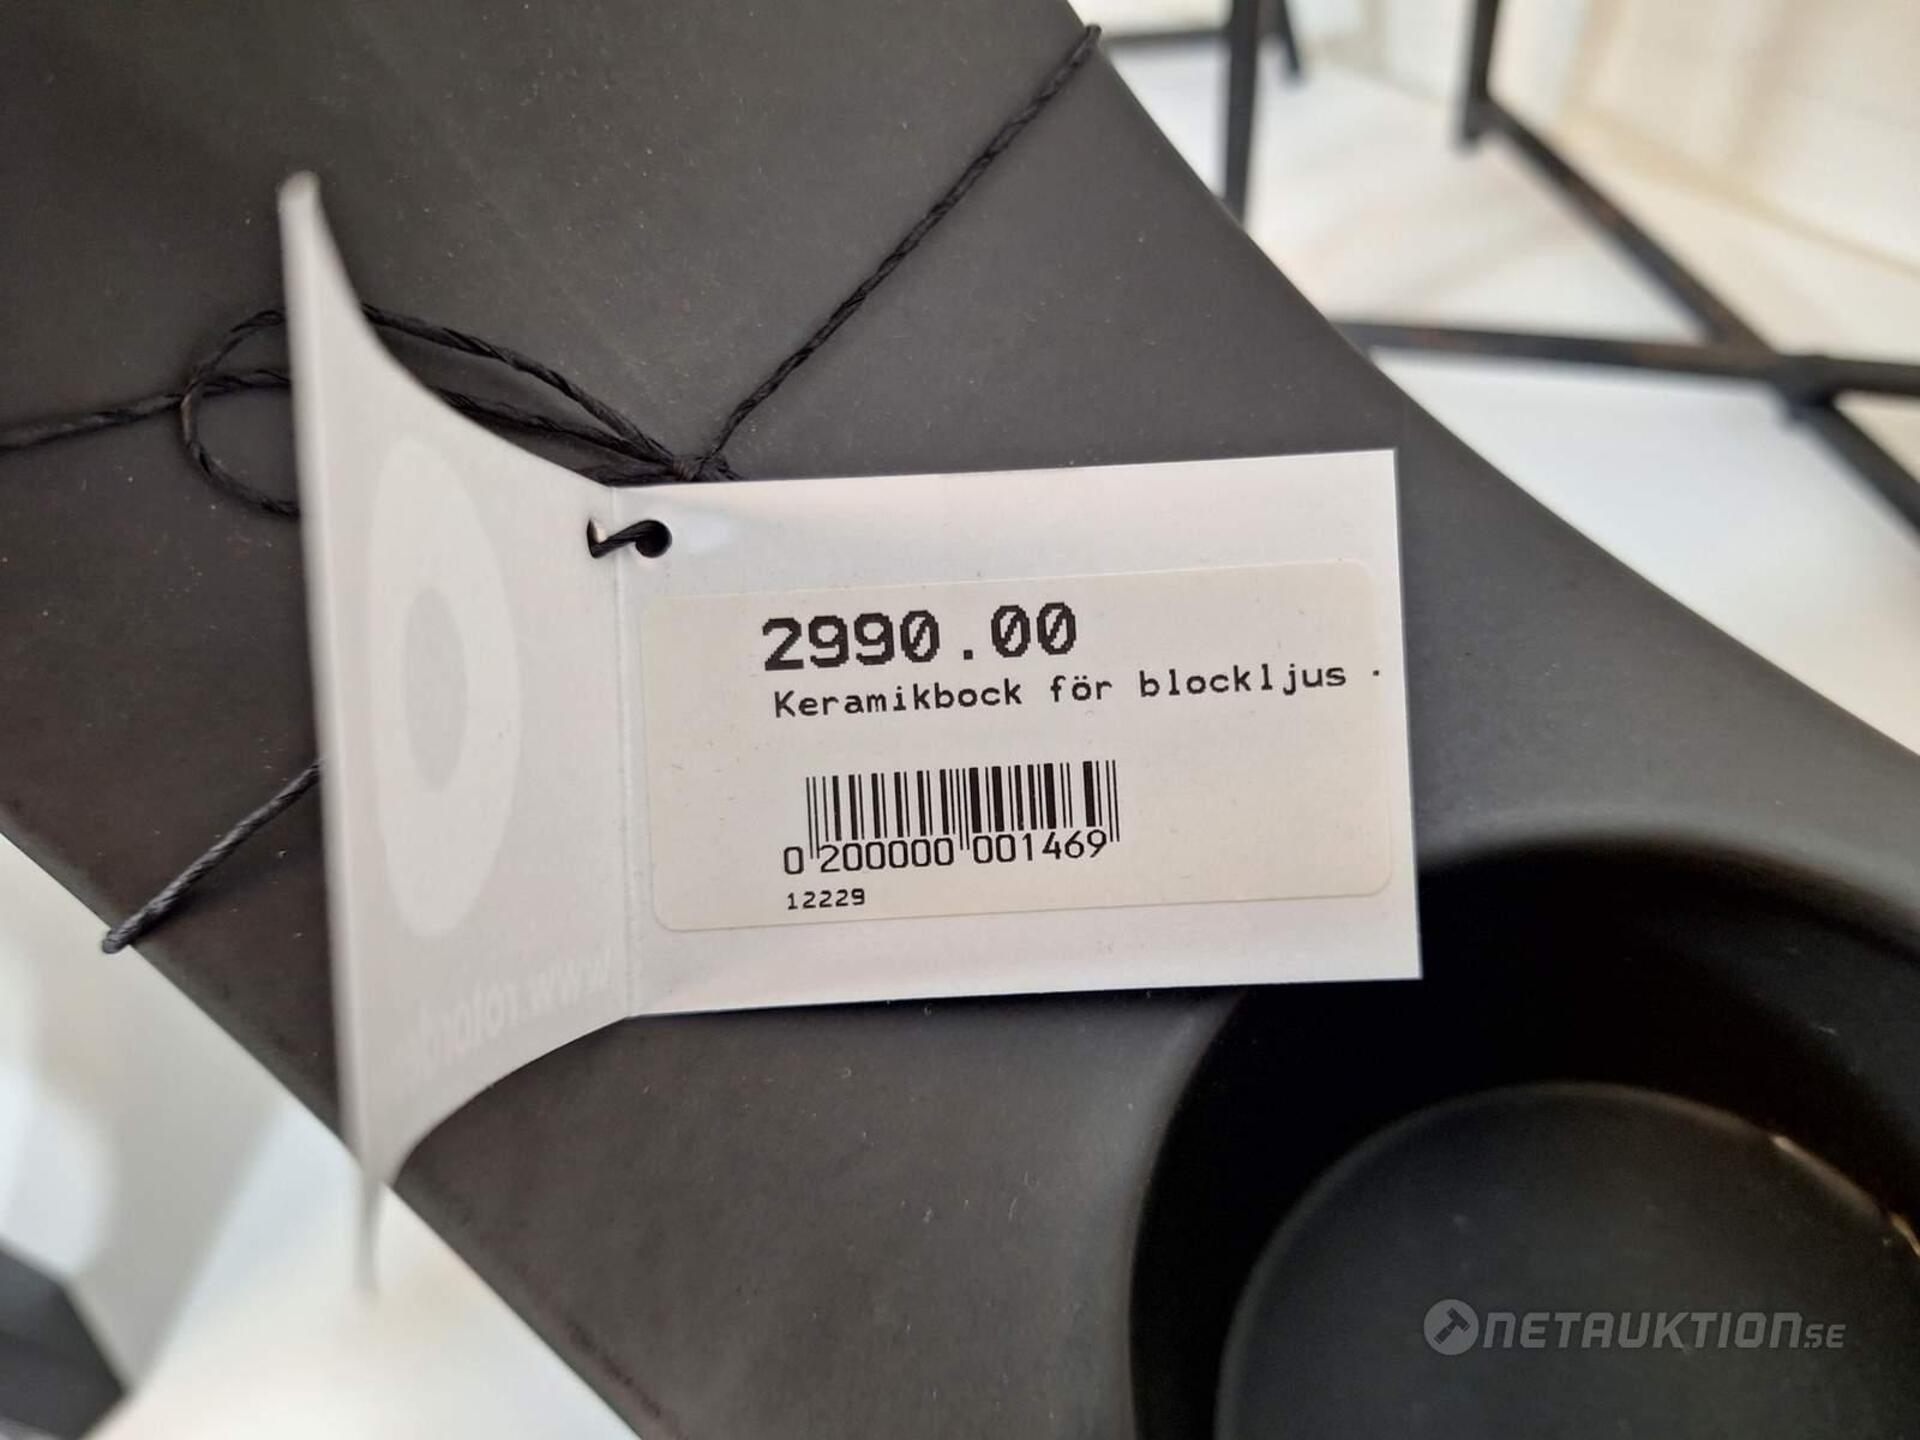 2990.00
Keramikbock för blockljus .
0 200000 001469
12229
NETAUKTION.SE